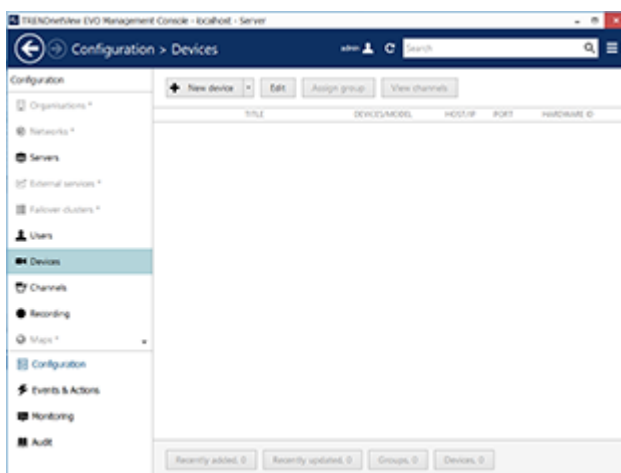 TRENDnetView EVO Management Console - localhost - Server
Configuration > Devices
admin
Search
Configuration
New device
Edit
Assign group
View channels
TITLE
DEVICES/MODEL
HOST/IP
PORT
HARDWARE ID
Organisations *
Networks *
Servers
External services *
Failover clusters *
Users
Devices
Channels
Recording
Maps *
Configuration
Events & Actions
Monitoring
Audit
Recently added, 0
Recently updated, 0
Groups, 0
Devices, 0